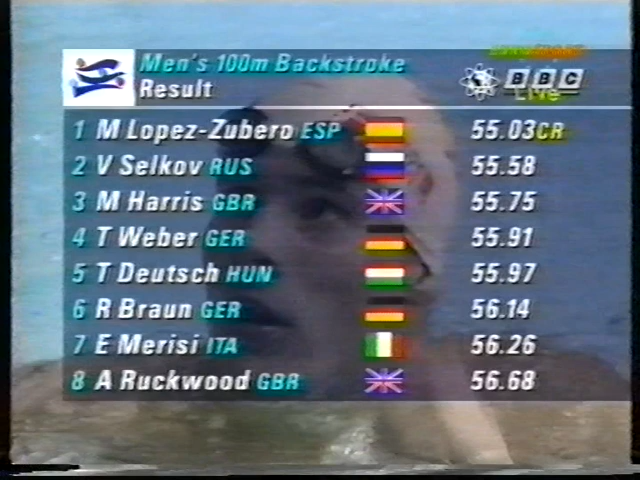 Men's 100m Backstroke
Result
BBC
Live
1 M Lopez-Zubero ESP 55.03CR
2 V Selkov RUS 55.58
3 M Harris GBR 55.75
4 T Weber GER 55.91
5 T Deutsch HUN 55.97
6 R Braun GER 56.14
7 E Merisi ITA 56.26
8 A Ruckwood GBR 56.68